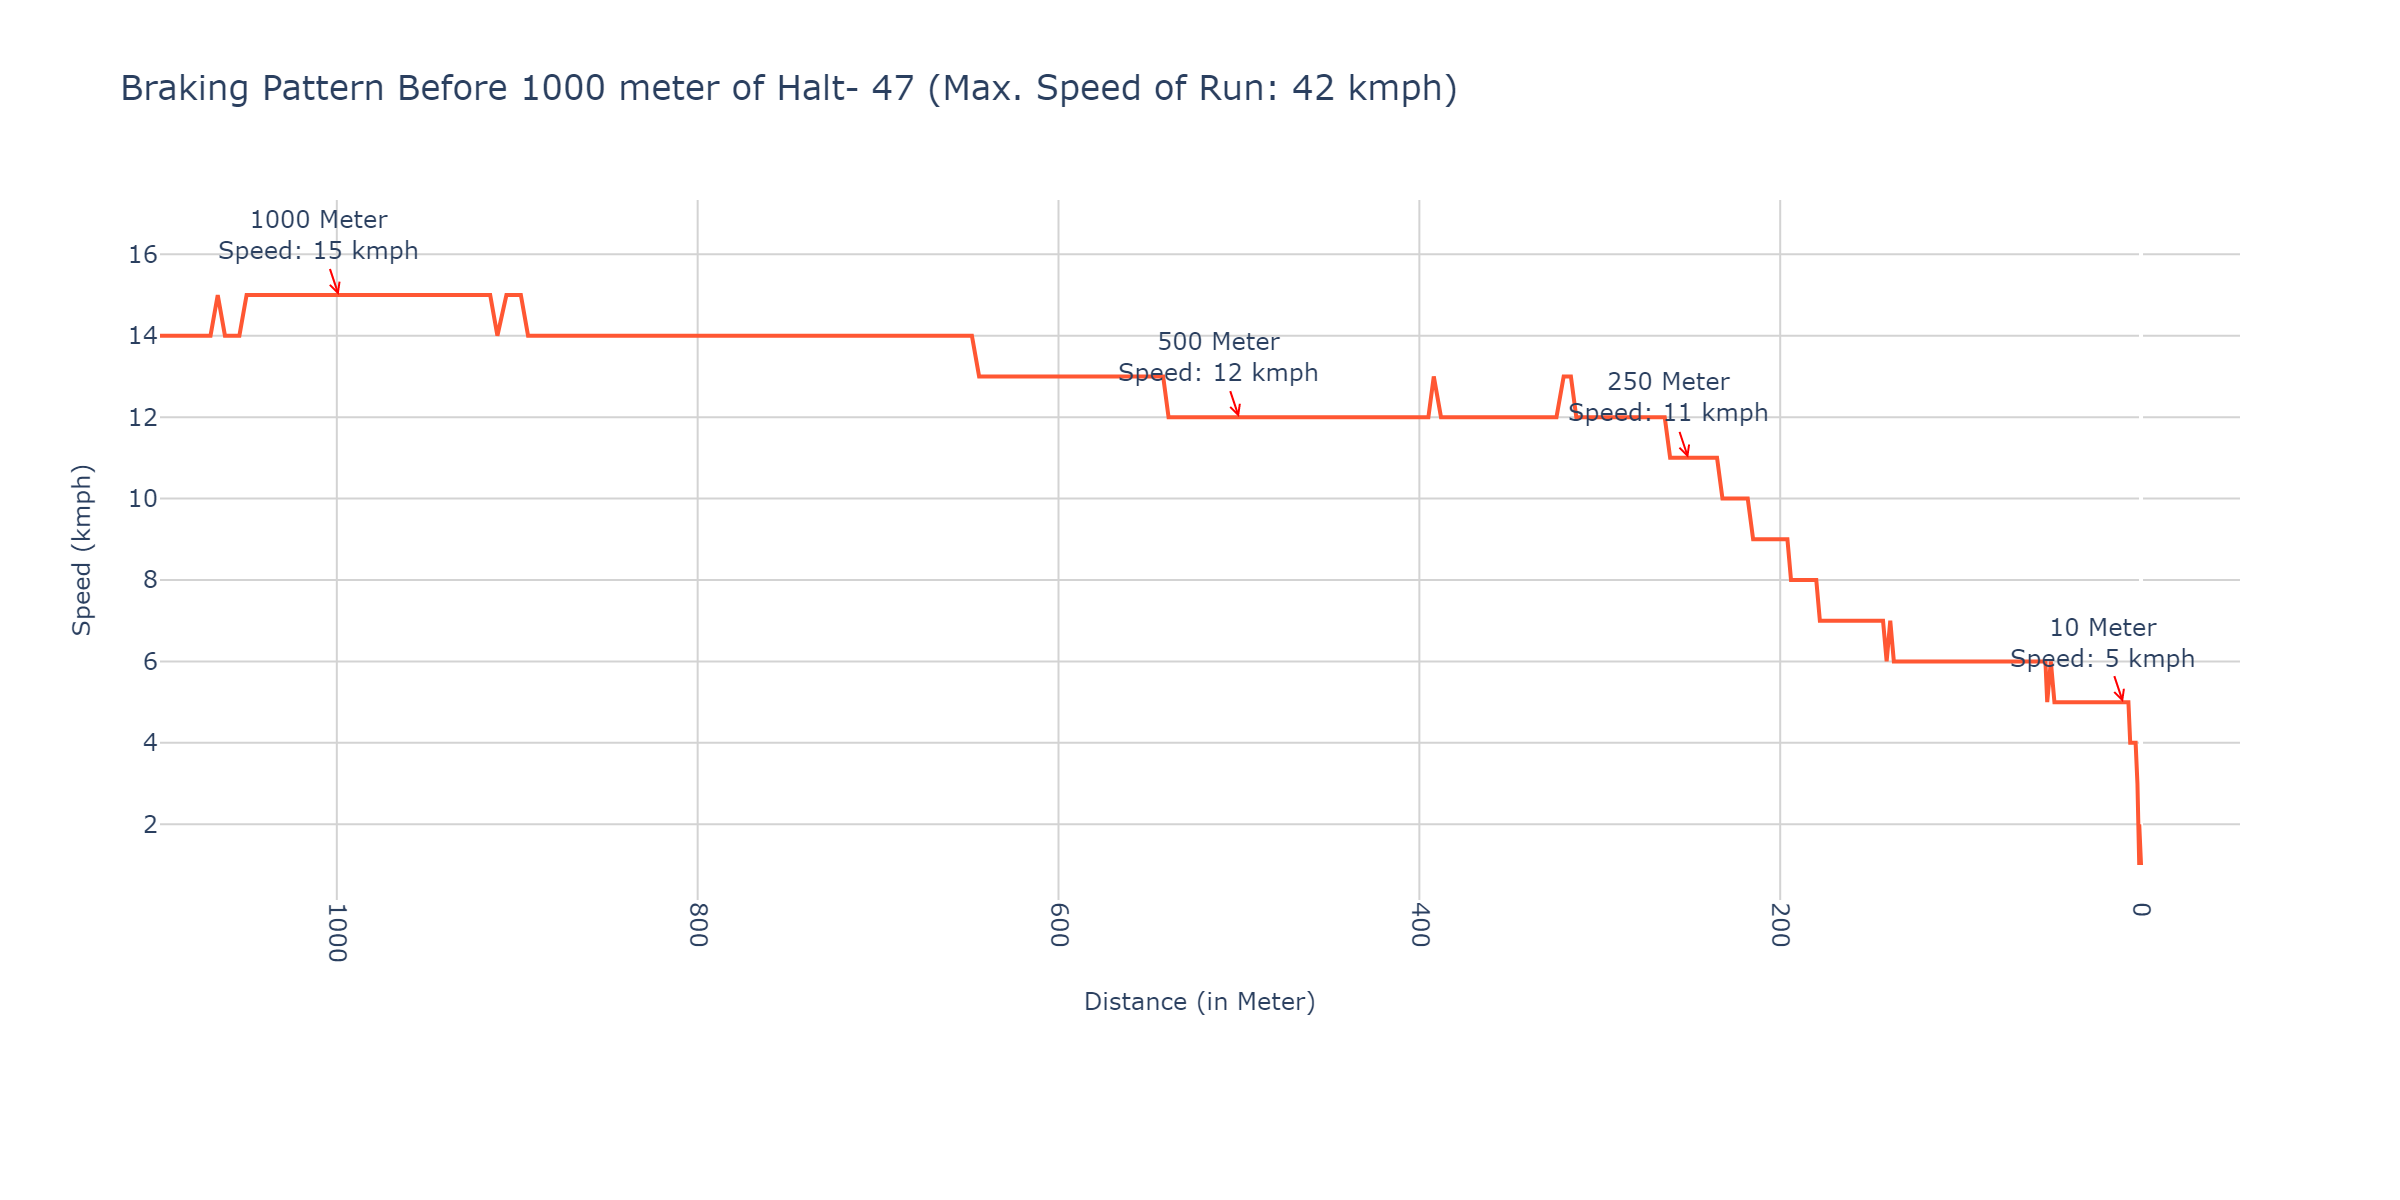 Braking Pattern Before 1000 meter of Halt- 47 (Max. Speed of Run: 42 kmph)
1000 Meter
Speed: 15 kmph
500 Meter
Speed: 12 kmph
250 Meter
Speed: 11 kmph
10 Meter
Speed: 5 kmph
16
14
12
10
8
6
4
2
Speed (kmph)
1000
800
600
400
200
0
Distance (in Meter)